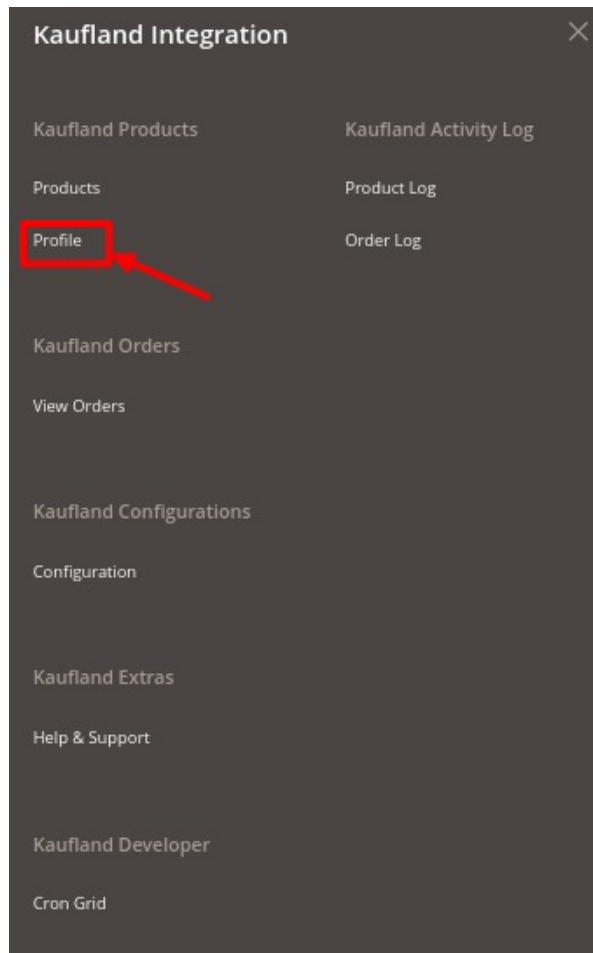 Kaufland Integration
Kaufland Products
Products
Profile
Kaufland Activity Log
Product Log
Order Log
Kaufland Orders
View Orders
Kaufland Configurations
Configuration
Kaufland Extras
Help & Support
Kaufland Developer
Cron Grid